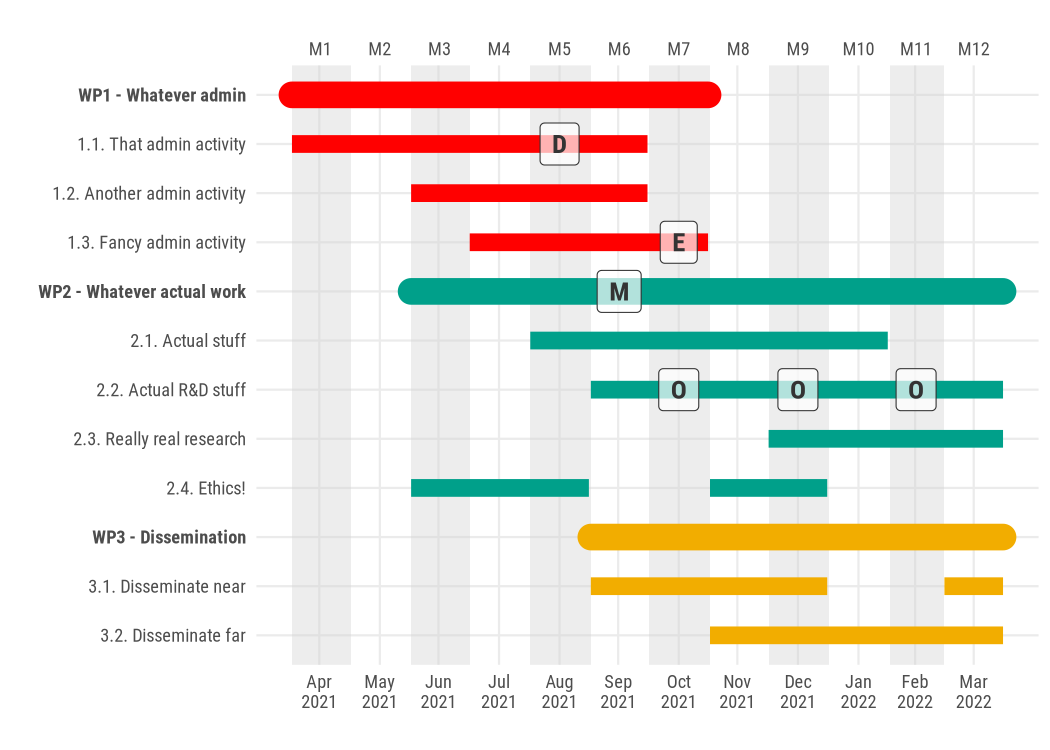 M1 M2 M3 M4 M5 M6 M7 M8 M9 M10 M11 M12
WP1 - Whatever admin
1.1. That admin activity D
1.2. Another admin activity
1.3. Fancy admin activity E
WP2 - Whatever actual work M
2.1. Actual stuff
2.2. Actual R&D stuff O O O
2.3. Really real research
2.4. Ethics!
WP3 - Dissemination
3.1. Disseminate near
3.2. Disseminate far
Apr May Jun Jul Aug Sep Oct Nov Dec Jan Feb Mar
2021 2021 2021 2021 2021 2021 2021 2021 2021 2022 2022 2022